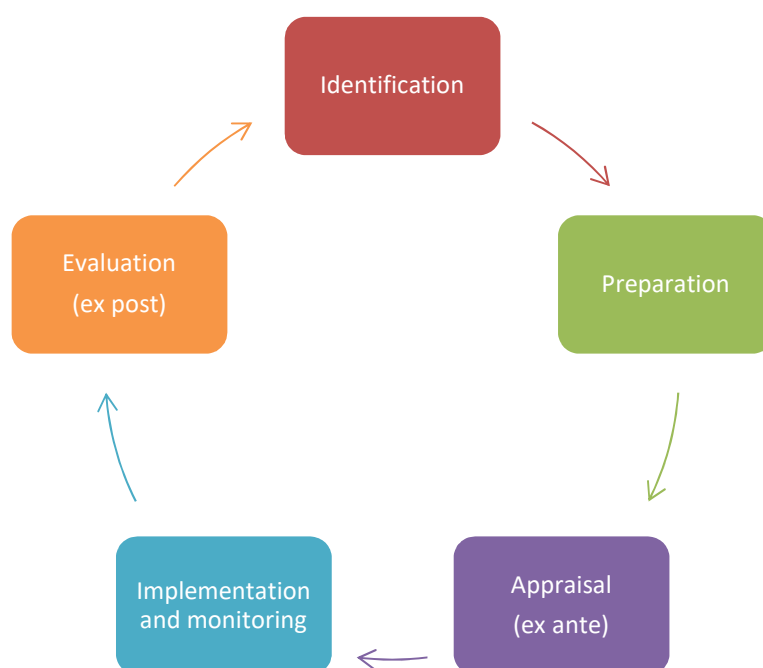 Identification
Preparation
Appraisal
(ex ante)
Implementation
and monitoring
Evaluation
(ex post)